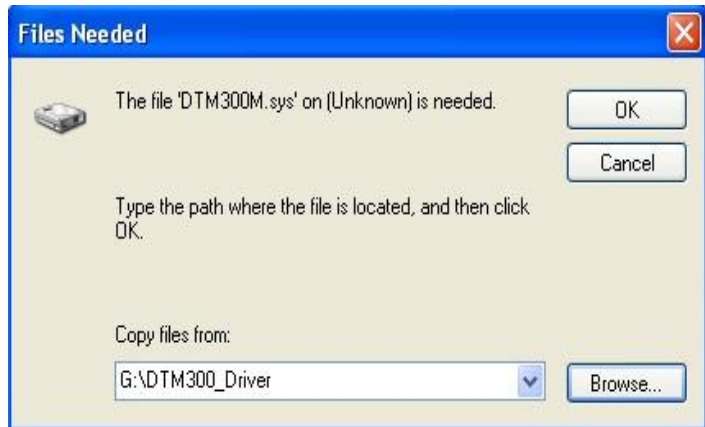 Files Needed
The file 'DTM300M.sys' on (Unknown) is needed.
OK
Cancel
Type the path where the file is located, and then click
OK.
Copy files from:
G:\DTM300_Driver
Browse...